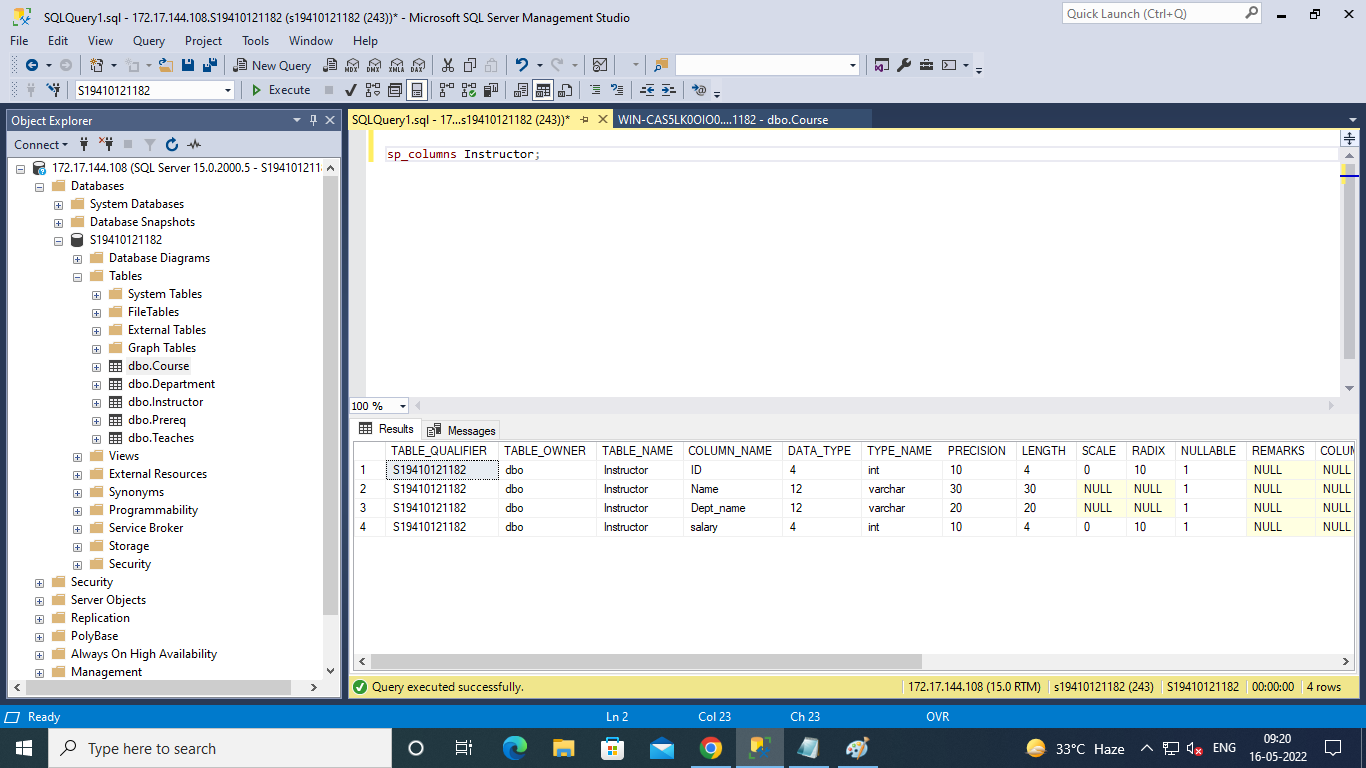 SQLQuery1.sql - 172.17.144.108.S19410121182 (s19410121182 (243))* - Microsoft SQL Server Management Studio
Quick Launch (Ctrl+Q)
File Edit View Query Project Tools Window Help
New Query MDX DMX XMLA DAX
S19410121182 Execute
Object Explorer
Connect
172.17.144.108 (SQL Server 15.0.2000.5 - S194101211
Databases
System Databases
Database Snapshots
S19410121182
Database Diagrams
Tables
System Tables
FileTables
External Tables
Graph Tables
dbo.Course
dbo.Department
dbo.Instructor
dbo.Prereq
dbo.Teaches
Views
External Resources
Synonyms
Programmability
Service Broker
Storage
Security
Security
Server Objects
Replication
PolyBase
Always On High Availability
Management
SQLQuery1.sql - 17...s19410121182 (243))* WIN-CAS5LK0OIO0....1182 - dbo.Course
sp_columns Instructor;
100 %
Results Messages
TABLE_QUALIFIER TABLE_OWNER TABLE_NAME COLUMN_NAME DATA_TYPE TYPE_NAME PRECISION LENGTH SCALE RADIX NULLABLE REMARKS COLUM
1 S19410121182 dbo Instructor ID 4 int 10 4 0 10 1 NULL NULL
2 S19410121182 dbo Instructor Name 12 varchar 30 30 NULL NULL 1 NULL NULL
3 S19410121182 dbo Instructor Dept_name 12 varchar 20 20 NULL NULL 1 NULL NULL
4 S19410121182 dbo Instructor salary 4 int 10 4 0 10 1 NULL NULL
Query executed successfully. 172.17.144.108 (15.0 RTM) s19410121182 (243) S19410121182 00:00:00 4 rows
Ready Ln 2 Col 23 Ch 23 OVR
Type here to search
33°C Haze ENG 09:20
16-05-2022